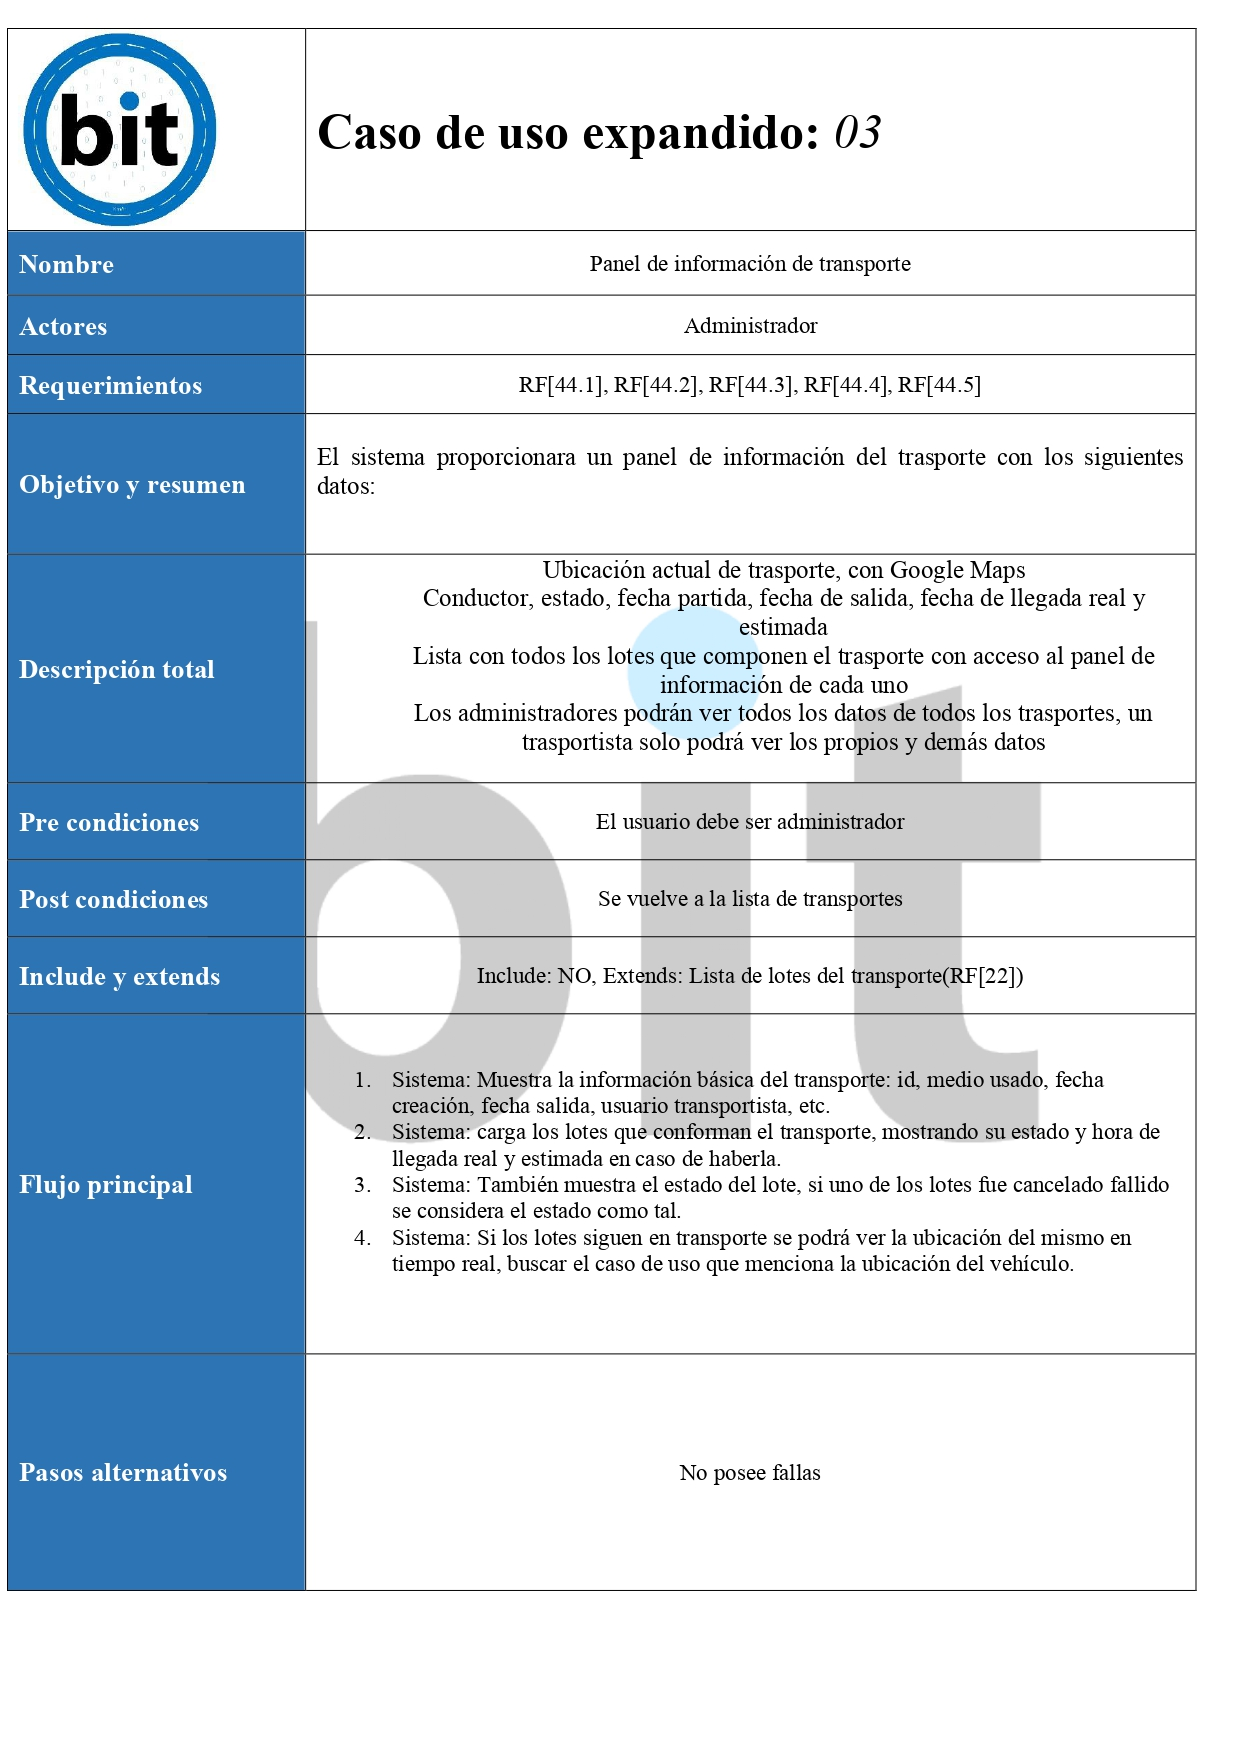 bit
Caso de uso expandido: 03
Nombre
Panel de información de transporte
Actores
Administrador
Requerimientos
RF[44.1], RF[44.2], RF[44.3], RF[44.4], RF[44.5]
Objetivo y resumen
El sistema proporcionara un panel de información del trasporte con los siguientes
datos:
Descripción total
Ubicación actual de trasporte, con Google Maps
Conductor, estado, fecha partida, fecha de salida, fecha de llegada real y
estimada
Lista con todos los lotes que componen el trasporte con acceso al panel de
información de cada uno
Los administradores podrán ver todos los datos de todos los trasportes, un
trasportista solo podrá ver los propios y demás datos
Pre condiciones
El usuario debe ser administrador
Post condiciones
Se vuelve a la lista de transportes
Include y extends
Include: NO, Extends: Lista de lotes del transporte(RF[22])
Flujo principal
1. Sistema: Muestra la información básica del transporte: id, medio usado, fecha
creación, fecha salida, usuario transportista, etc.
2. Sistema: carga los lotes que conforman el transporte, mostrando su estado y hora de
llegada real y estimada en caso de haberla.
3. Sistema: También muestra el estado del lote, si uno de los lotes fue cancelado fallido
se considera el estado como tal.
4. Sistema: Si los lotes siguen en transporte se podrá ver la ubicación del mismo en
tiempo real, buscar el caso de uso que menciona la ubicación del vehículo.
Pasos alternativos
No posee fallas
bit